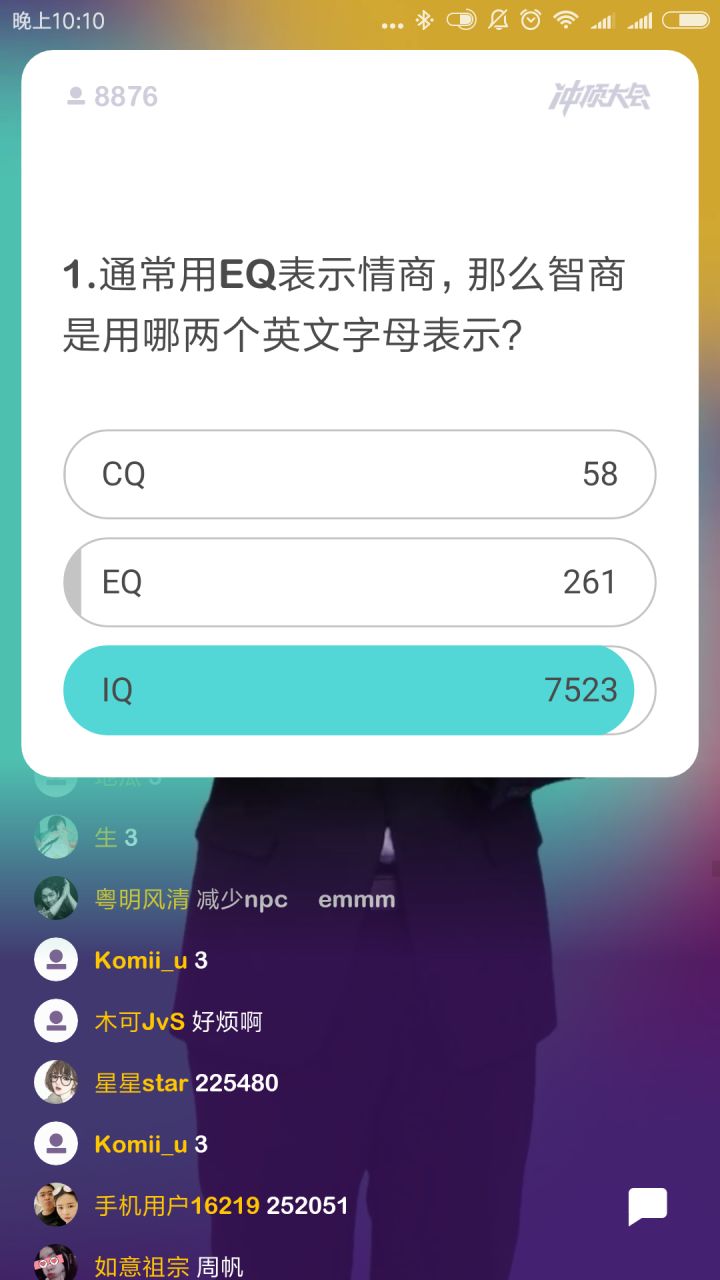 晚上10:10
8876
冲顶大会
1.通常用EQ表示情商，那么智商
是用哪两个英文字母表示？
CQ 58
EQ 261
IQ 7523
地瓜 3
生 3
粤明风清 减少npc emmm
Komii_u 3
木可JvS 好烦啊
星星star 225480
Komii_u 3
手机用户16219 252051
如意祖宗 周帆